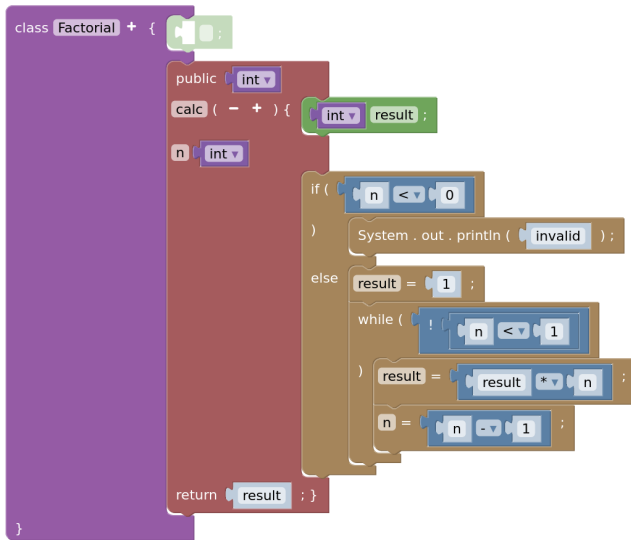 class Factorial + { ;
public int ▾
calc ( − + ) { int ▾ result ;
n int ▾
if ( n < ▾ 0
) System . out . println ( invalid ) ;
else result = 1 ;
while ( ! n < ▾ 1
) result = result * ▾ n ;
n = n - ▾ 1 ;
return result ; }
}